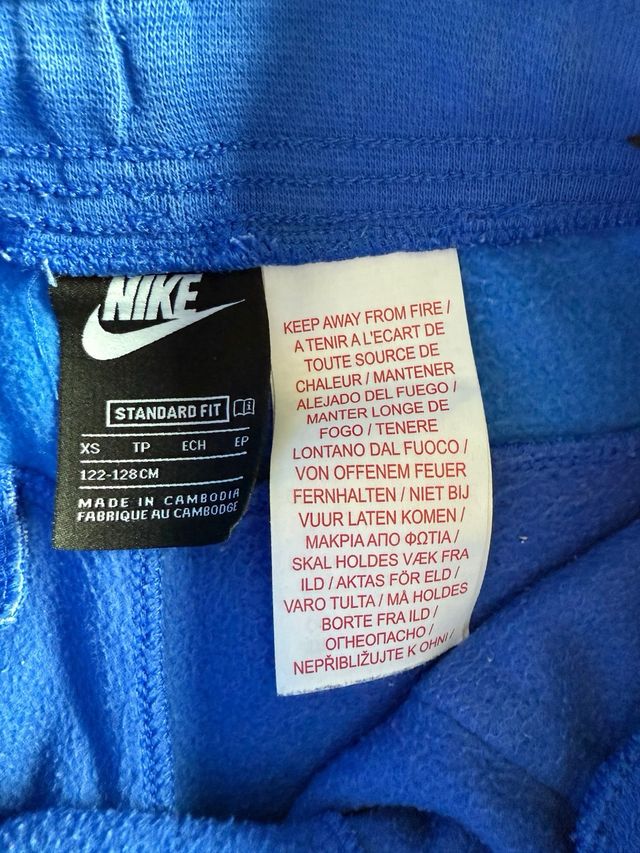 NIKE
STANDARD FIT
XS TP ECH EP
122-128CM
MADE IN CAMBODIA
FABRIQUE AU CAMBODGE
KEEP AWAY FROM FIRE /
A TENIR A L'ECART DE
TOUTE SOURCE DE
CHALEUR / MANTENER
ALEJADO DEL FUEGO /
MANTER LONGE DE
FOGO / TENERE
LONTANO DAL FUOCO /
VON OFFENEM FEUER
FERNHALTEN / NIET BIJ
VUUR LATEN KOMEN /
ΜΑΚΡΙΑ ΑΠΟ ΦΩΤΙΑ /
SKAL HOLDES VÆK FRA
ILD / AKTAS FÖR ELD /
VARO TULTA / MÅ HOLDES
BORTE FRA ILD /
ОГНЕОПАСНО /
NEPŘIBLIŽUJTE K OHNI /